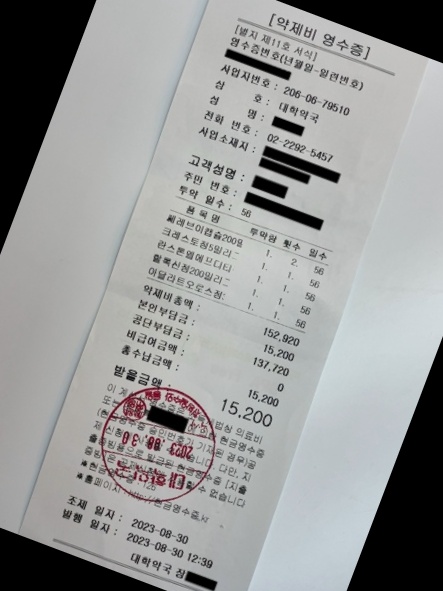 [약제비 영수증]
[별지 제11호 서식]
영수증번호(년월일-일련번호)
사업자번호 : 206-06-79510
상 호 : 대학약국
성 명 :
전화 번호 : 02-2292-5457
사업소재지 :
고객성명 :
주민 번호 :
투약 일수 : 56
품목명 투약량 횟수 일수
쎄레브이캡슐200밀 1. 2. 56
크레스토정5밀리- 1. 1. 56
란스톤엘에프디티- 1. 1. 56
할록신정200밀리- 1. 1. 56
이달라트오로스정: 1. 1. 56
약제비총액: 152,920
본인부담금: 15,200
공단부담금: 137,720
비급여금액: 0
총수납금액: 15,200
받을금액: 15,200
2023. 08. 30
조제 일자 : 2023-08-30
발행 일자 : 2023-08-30 12:39
대학약국 장